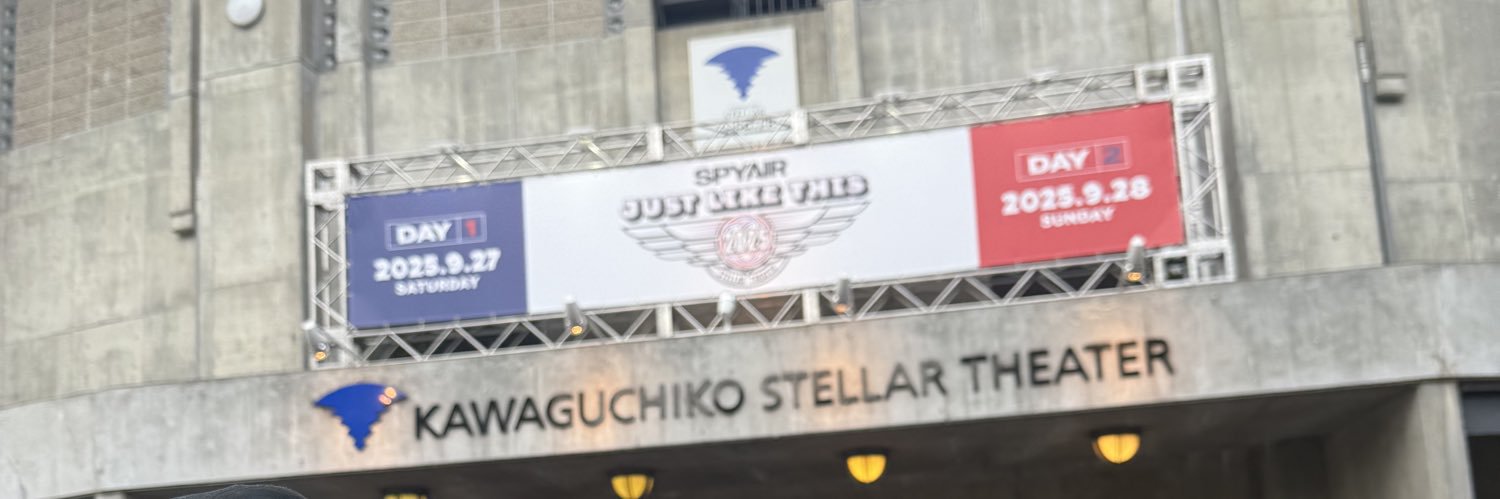 DAY 1
2025.9.27
SATURDAY
SPYAIR
JUST LIKE THIS
2025
DAY 2
2025.9.28
SUNDAY
KAWAGUCHIKO STELLAR THEATER